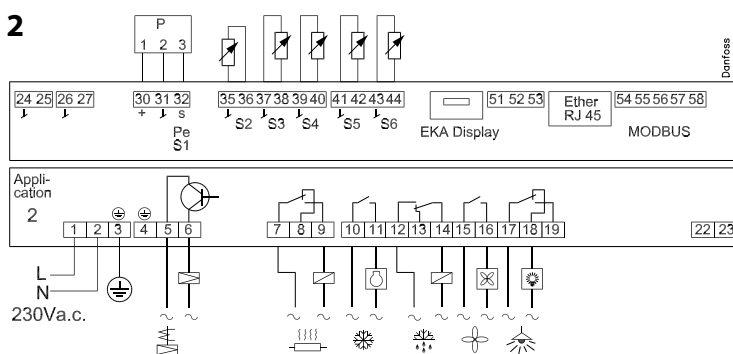 2
P
1 2 3
Danfoss
24 25 26 27 30 31 32 35 36 37 38 39 40 41 42 43 44 51 52 53 54 55 56 57 58
+ s
Pe
S1
S2 S3 S4 S5 S6
EKA Display
Ether
RJ 45
MODBUS
Appli-
cation
2
1 2 3 4 5 6 7 8 9 10 11 12 13 14 15 16 17 18 19 22 23
L
N
230Va.c.